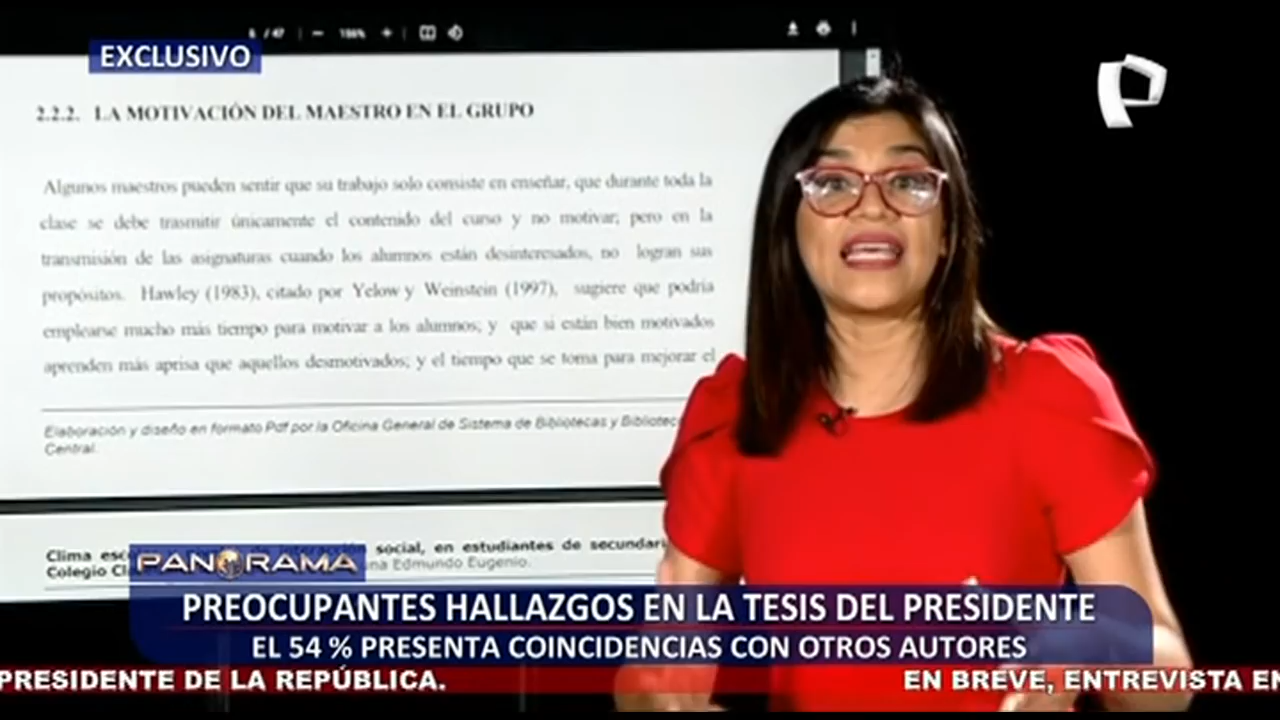 6 / 47 — 186% +
EXCLUSIVO
2.2.2. LA MOTIVACIÓN DEL MAESTRO EN EL GRUPO
Algunos maestros pueden sentir que su trabajo solo consiste en enseñar, que durante toda la
clase se debe trasmitir únicamente el contenido del curso y no motivar; pero en la
transmisión de las asignaturas cuando los alumnos están desinteresados, no logran sus
propósitos. Hawley (1983), citado por Yelow y Weinstein (1997), sugiere que podría
emplearse mucho más tiempo para motivar a los alumnos; y que si están bien motivados
aprenden más aprisa que aquellos desmotivados; y el tiempo que se toma para mejorar el
Elaboración y diseño en formato Pdf por la Oficina General de Sistema de Bibliotecas y Bibliotec
Central.
Clima social, en estudiantes de secundari
Colegio Edmundo Eugenio.
PANORAMA
PREOCUPANTES HALLAZGOS EN LA TESIS DEL PRESIDENTE
EL 54 % PRESENTA COINCIDENCIAS CON OTROS AUTORES
PRESIDENTE DE LA REPÚBLICA. EN BREVE, ENTREVISTA EN